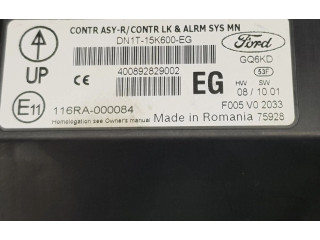 CONTR ASY-R/CONTR LK & ALRM SYS MN
DN1T-15K600-EG
Ford
GQ6KD
400892829002
53F
UP
CE
EG
HW SW
08 / 10.01
E11
116RA-000084
F005 V0 2033
Homologation see Owners manual
Made in Romania 75928